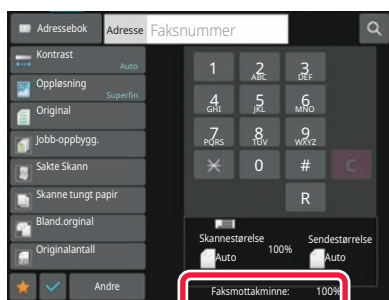 Adressebok
Adresse
Faksnummer
Kontrast
Auto
Oppløsning
Superfin
Original
Jobb-oppbygg.
Sakte Skann
Skanne tungt papir
Bland.orginal
Originalantall
Andre
1
2
ABC
3
DEF
4
GHI
5
JKL
6
MNO
7
PQRS
8
TUV
9
WXYZ
0
#
C
R
Skannestørelse
100%
Sendestørrelse
Auto
Auto
Faksmottakminne: 100%